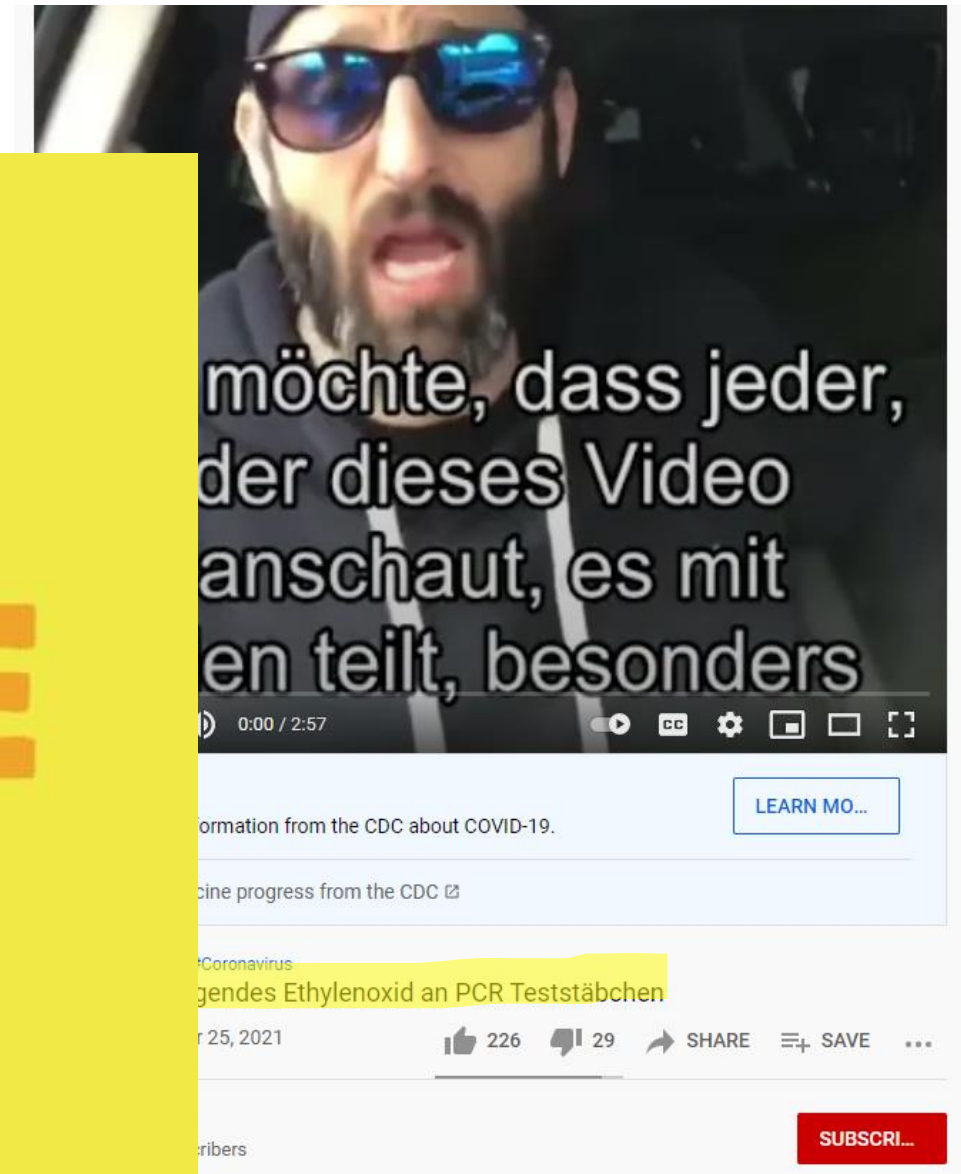 möchte, dass jeder,
der dieses Video
anschaut, es mit
en teilt, besonders
0:00 / 2:57
CC
LEARN MO...
ormation from the CDC about COVID-19.
cine progress from the CDC
#Coronavirus
gendes Ethylenoxid an PCR Teststäbchen
r 25, 2021
226
29
SHARE
SAVE
ribers
SUBSCRI...